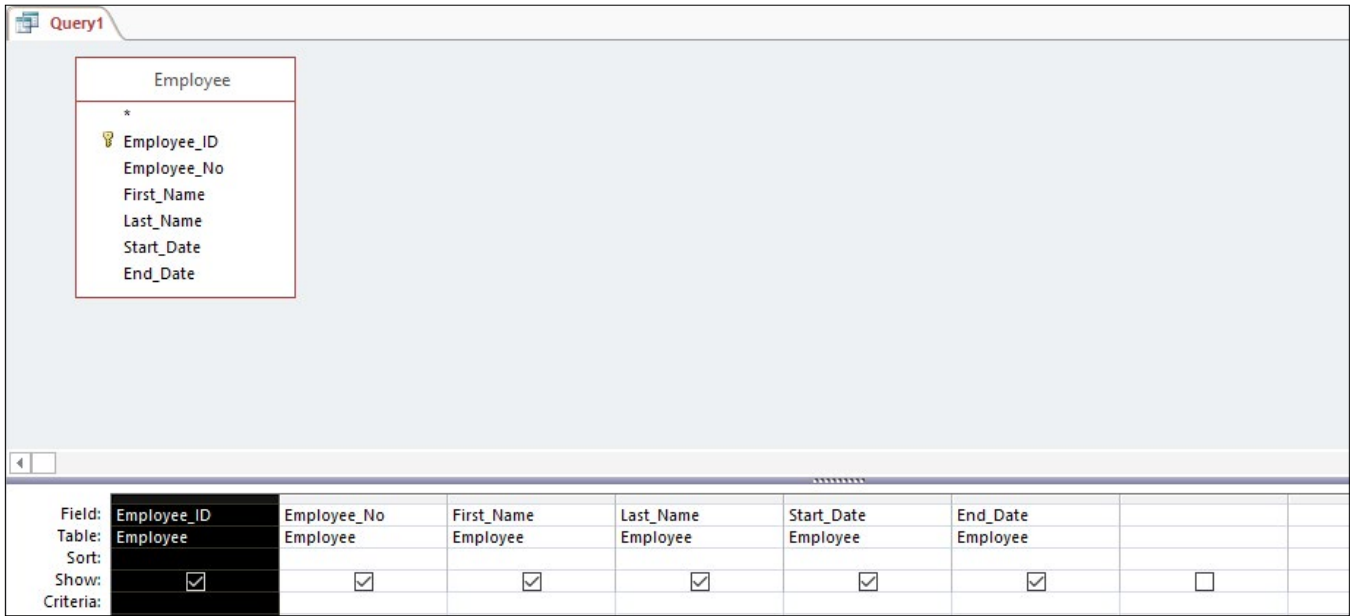 Query1
Employee
*
Employee_ID
Employee_No
First_Name
Last_Name
Start_Date
End_Date
Field: Employee_ID Employee_No First_Name Last_Name Start_Date End_Date
Table: Employee Employee Employee Employee Employee Employee
Sort:
Show:
Criteria: